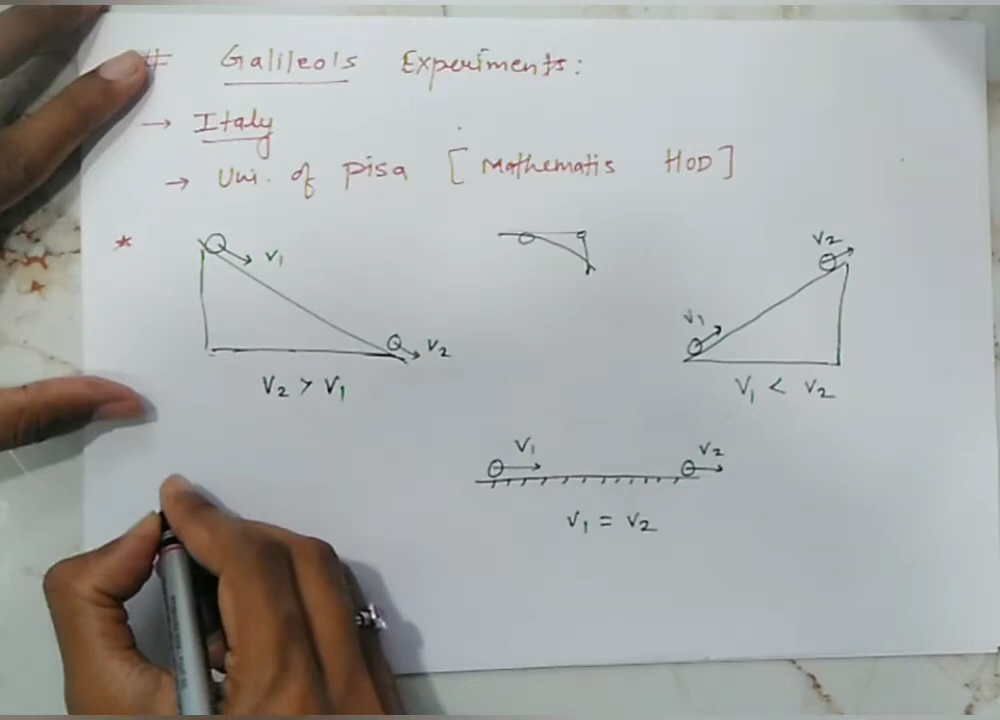 # Galileo's Experiments:
→ Italy
→ Uni. of pisa [Mathematis HOD]
*
V1
V2
V2 > V1
V2
V1
V1 < V2
V1
V2
V1 = V2